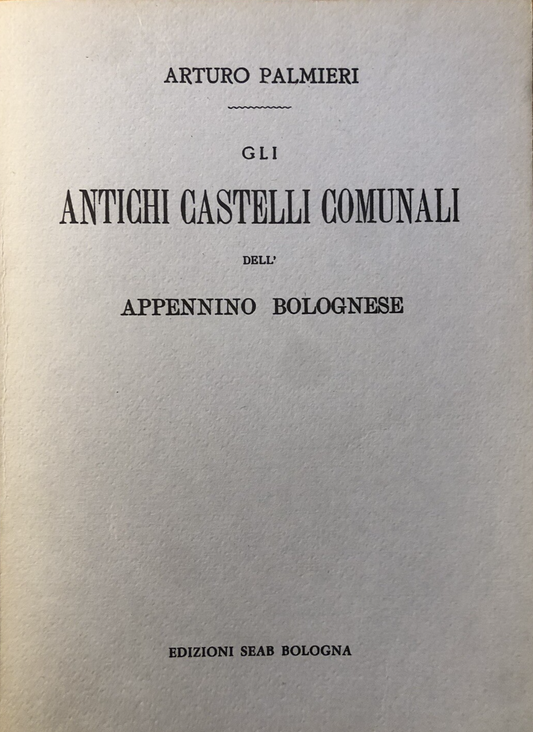 ARTURO PALMIERI
GLI
ANTICHI CASTELLI COMUNALI
DELL'
APPENNINO BOLOGNESE
EDIZIONI SEAB BOLOGNA